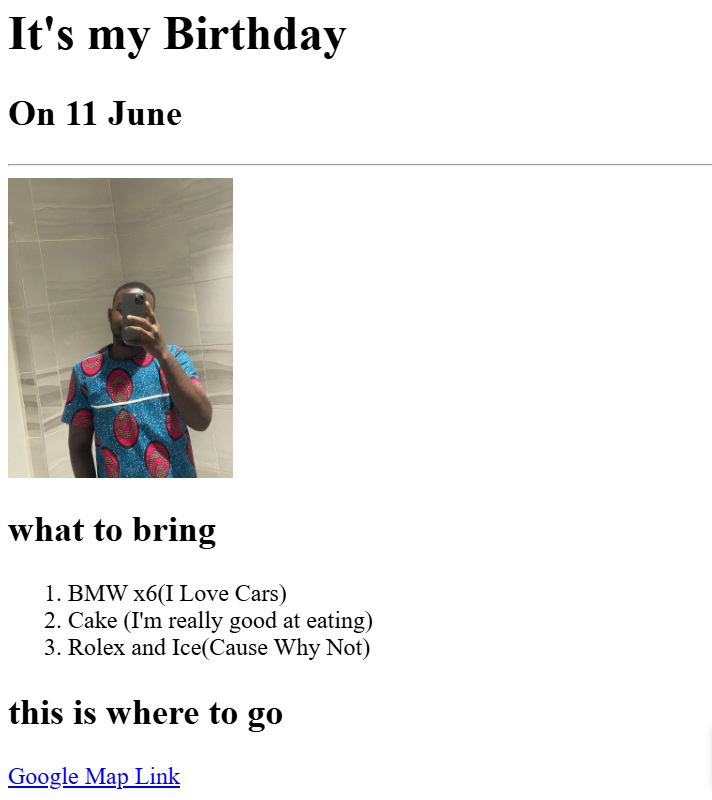 It's my Birthday
On 11 June
what to bring
1. BMW x6(I Love Cars)
2. Cake (I'm really good at eating)
3. Rolex and Ice(Cause Why Not)
this is where to go
Google Map Link